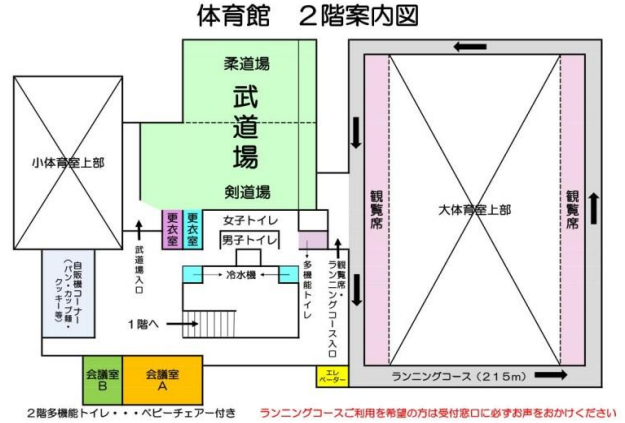 体育館　２階案内図
柔道場
武道場
剣道場
小体育室上部
大体育室上部
観覧席
観覧席
更衣室
更衣室
女子トイレ
男子トイレ
武道場入口
冷水機
多機能トイレ
観覧席・
ランニングコース入口
自販機コーナー
（パン・カップ麺・
クッキー等）
１階へ
会議室
B
会議室
A
エレ
ベーター
ランニングコース（２１５ｍ）
２階多機能トイレ・・・ベビーチェアー付き
ランニングコースご利用を希望の方は受付窓口に必ずお声をおかけください